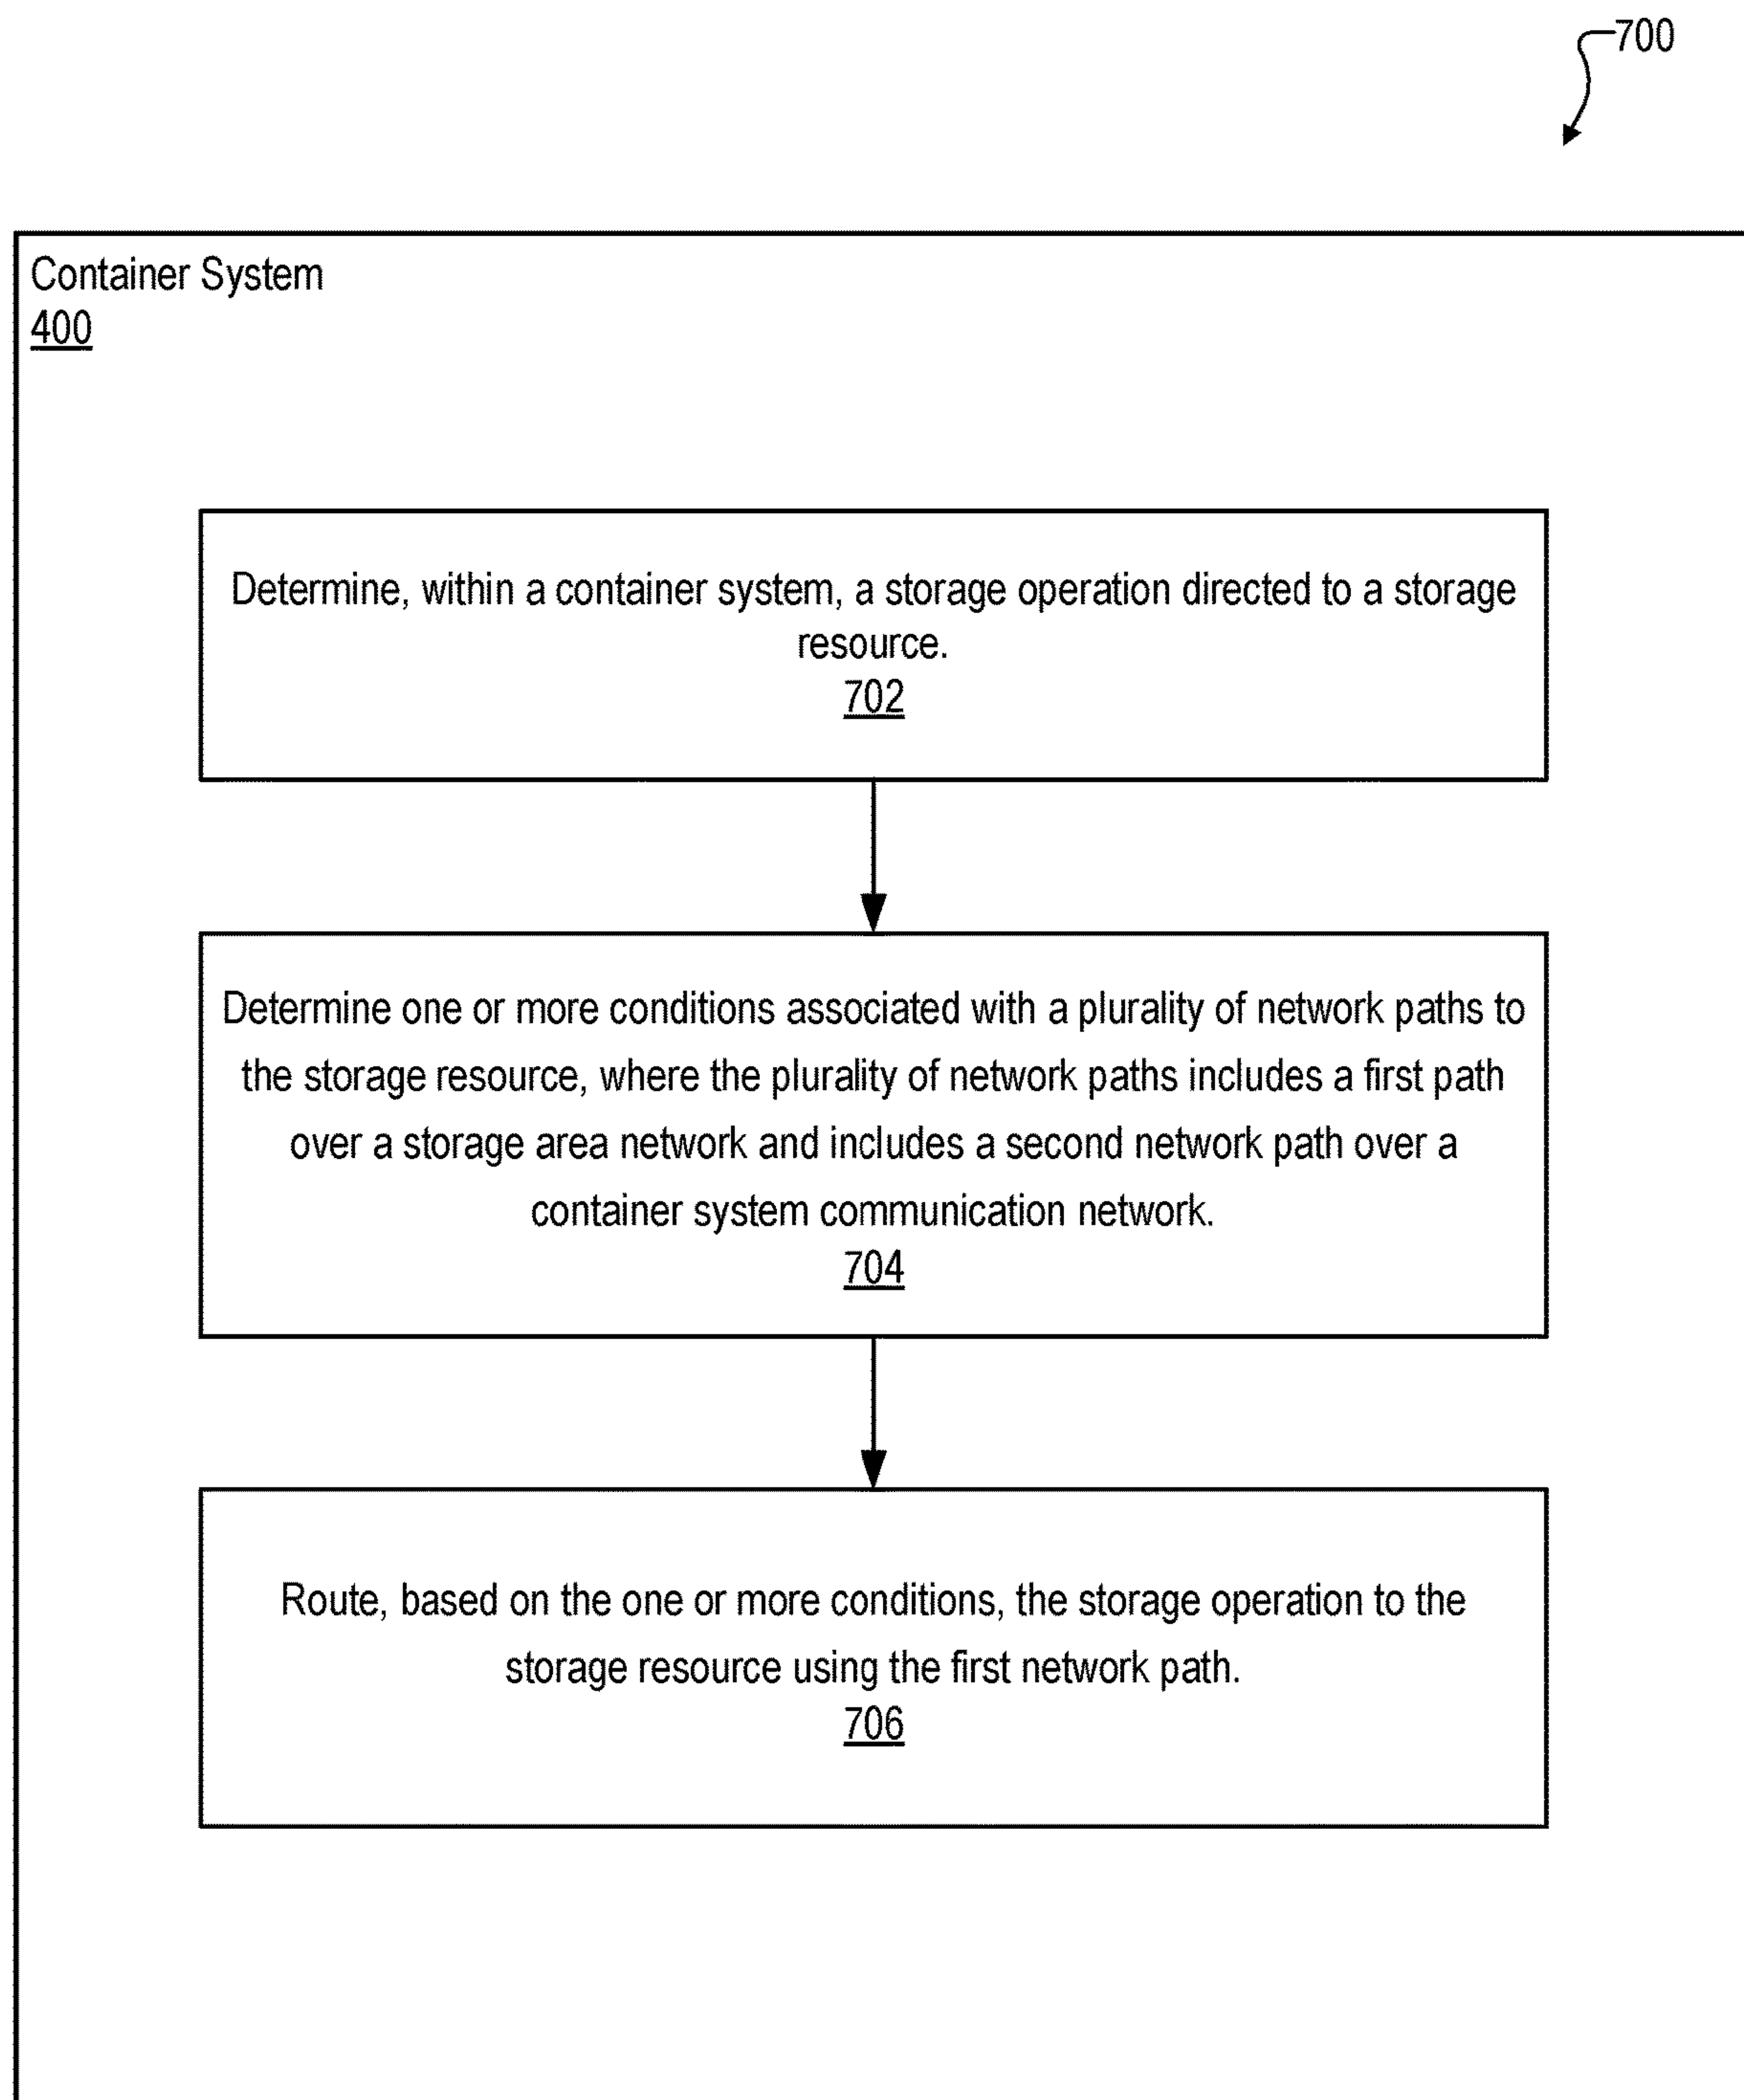 700
Container System
400
Determine, within a container system, a storage operation directed to a storage
resource.
702
Determine one or more conditions associated with a plurality of network paths to
the storage resource, where the plurality of network paths includes a first path
over a storage area network and includes a second network path over a
container system communication network.
704
Route, based on the one or more conditions, the storage operation to the
storage resource using the first network path.
706